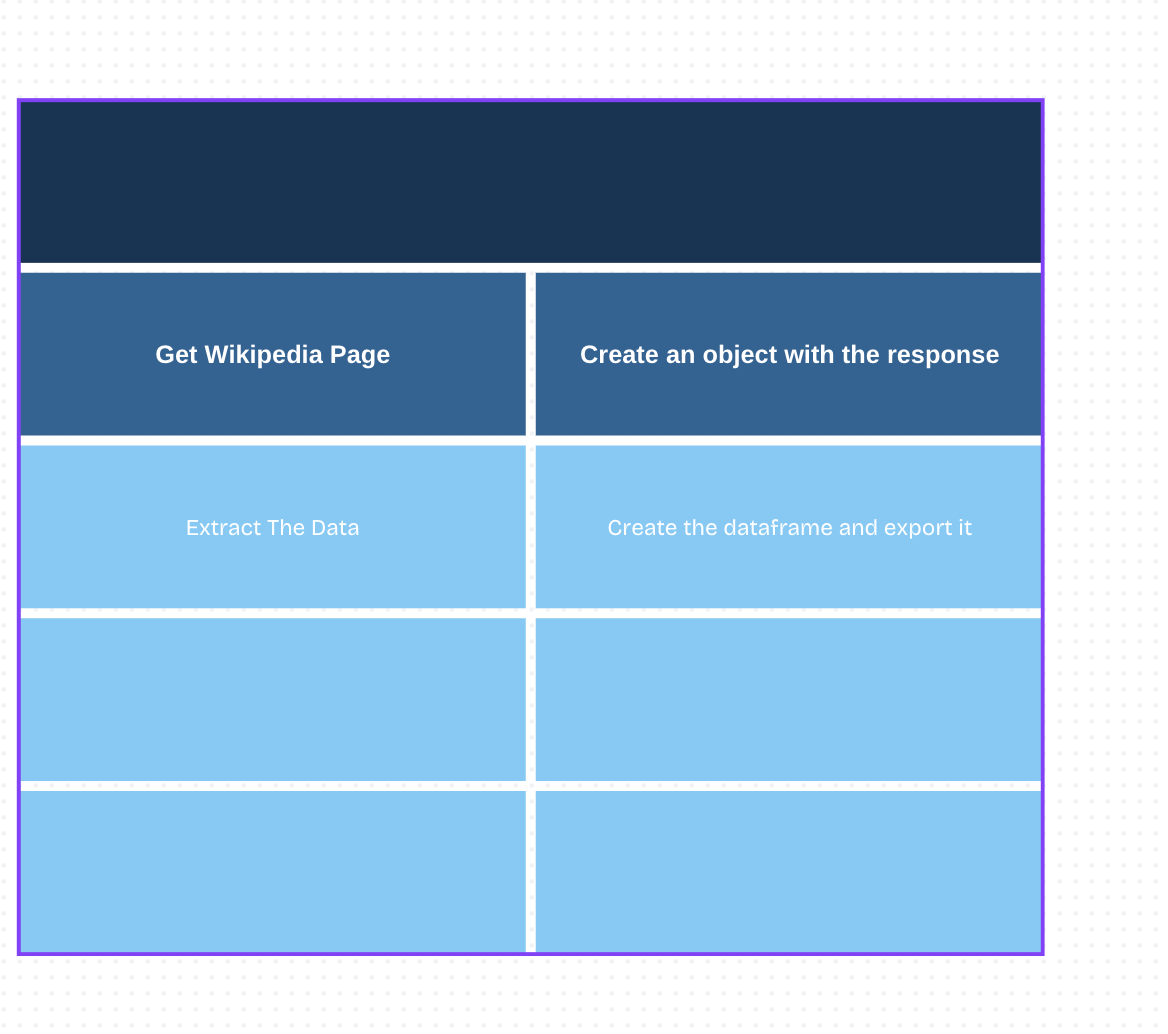 Get Wikipedia Page
Create an object with the response
Extract The Data
Create the dataframe and export it